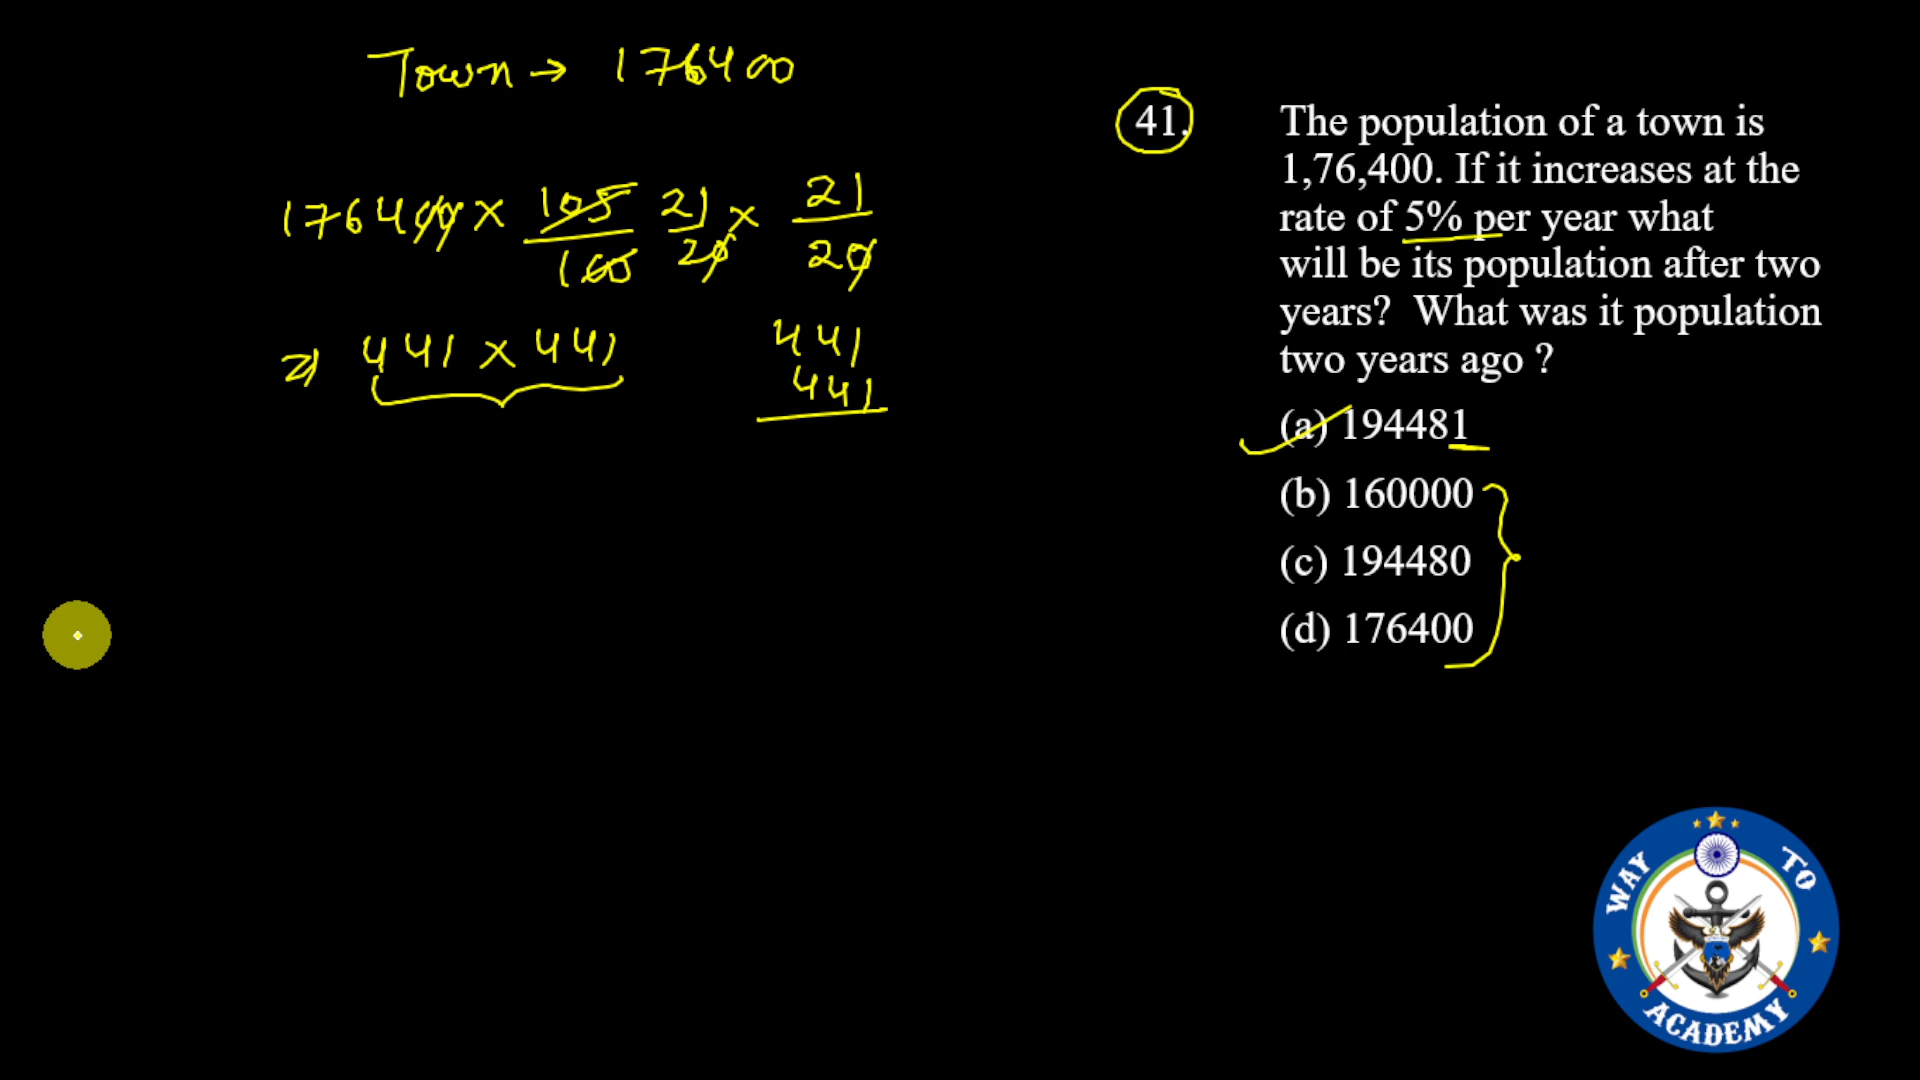 Town → 176400
176400 × 105/100 21/20 × 21/20
⇒ 441 × 441
441
441
41.
The population of a town is
1,76,400. If it increases at the
rate of 5% per year what
will be its population after two
years? What was it population
two years ago ?
(a) 194481
(b) 160000
(c) 194480
(d) 176400
WAY TO
ACADEMY